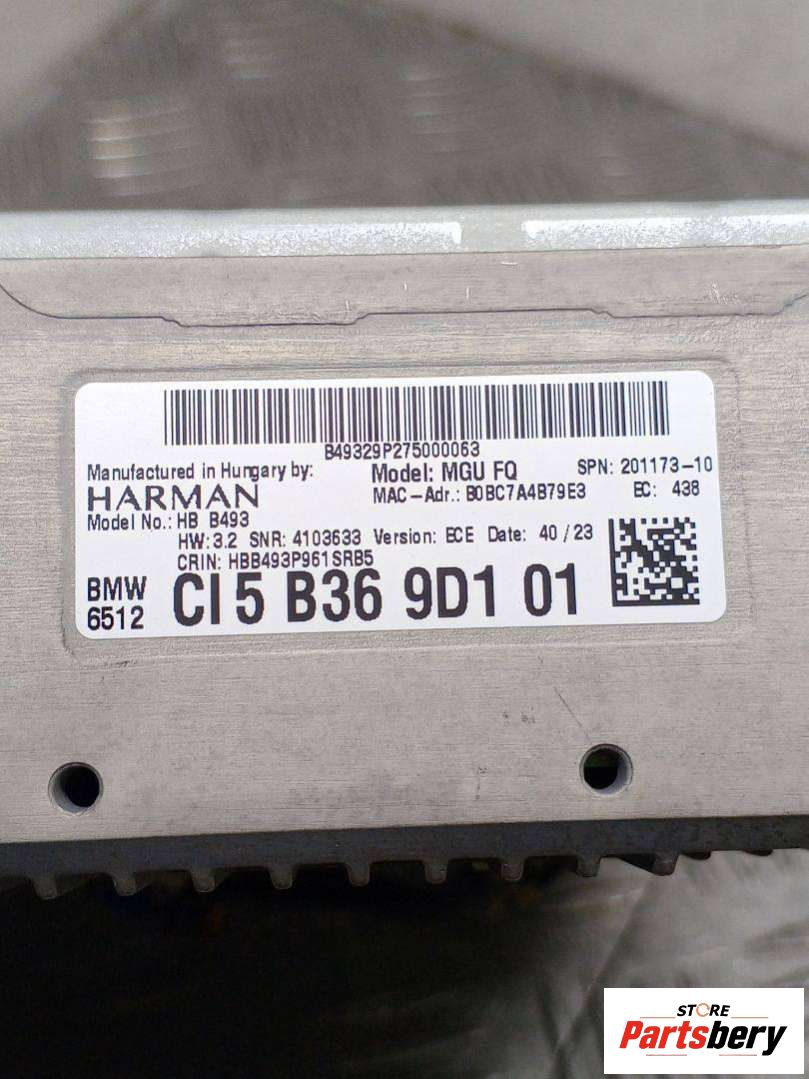 B49329P275000063
Manufactured in Hungary by: Model: MGU FQ SPN: 201173-10
HARMAN MAC-Adr.: B0BC7A4B79E3 EC: 438
Model No.: HB B493
HW: 3.2 SNR: 4103633 Version: ECE Date: 40/23
CRIN: HBB493P961SRB5
BMW
6512 CI5 B36 9D1 01
STORE
Partsbery